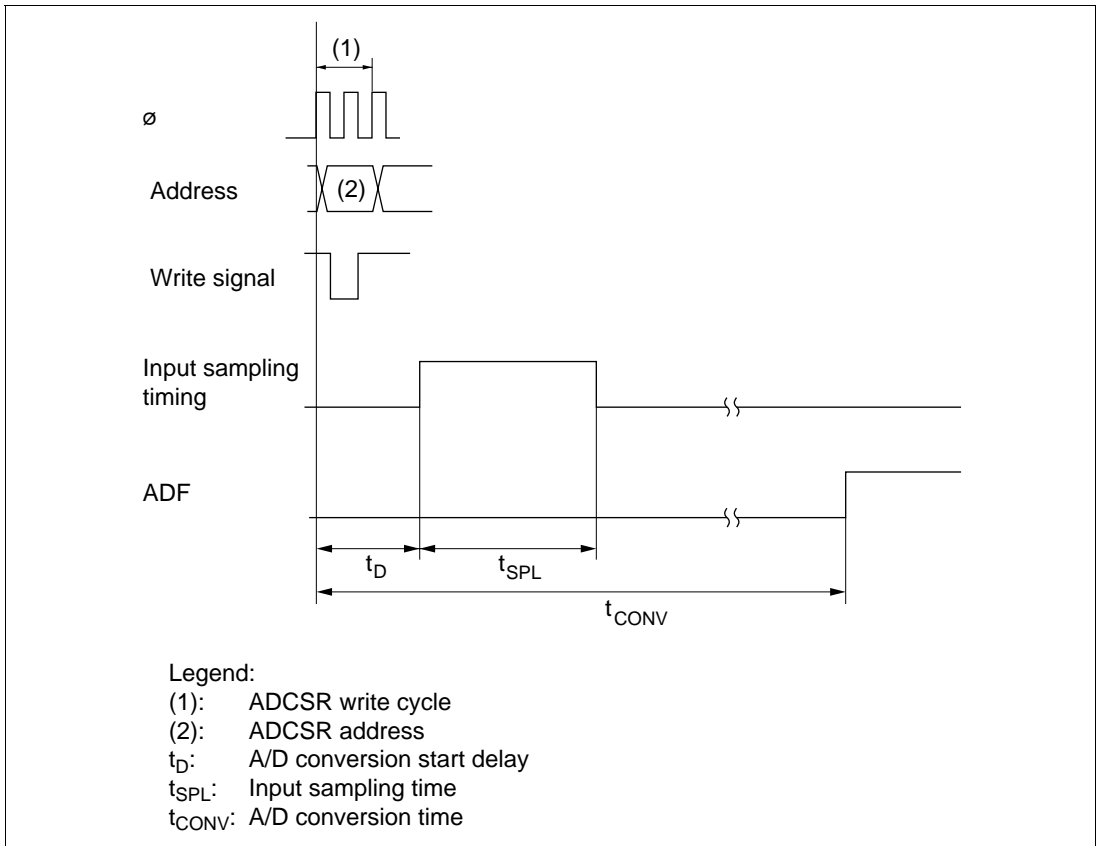 (1)
ø
Address
(2)
Write signal
Input sampling
timing
ADF
tD
tSPL
tCONV
Legend:
(1): ADCSR write cycle
(2): ADCSR address
tD: A/D conversion start delay
tSPL: Input sampling time
tCONV: A/D conversion time